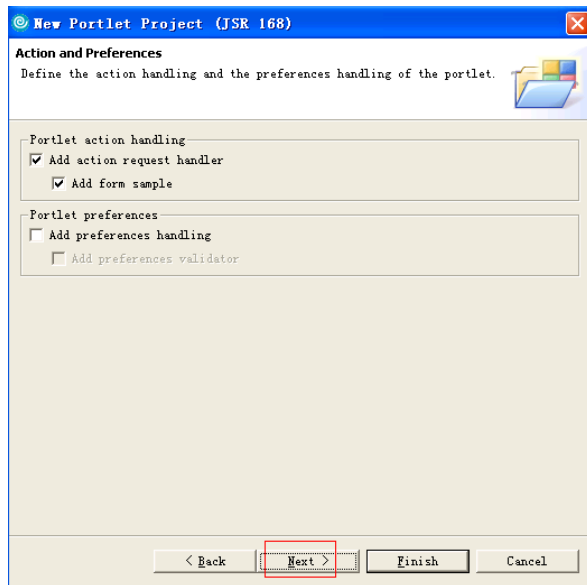 New Portlet Project (JSR 168)
Action and Preferences
Define the action handling and the preferences handling of the portlet.
Portlet action handling
Add action request handler
Add form sample
Portlet preferences
Add preferences handling
Add preferences validator
< Back Next > Finish Cancel